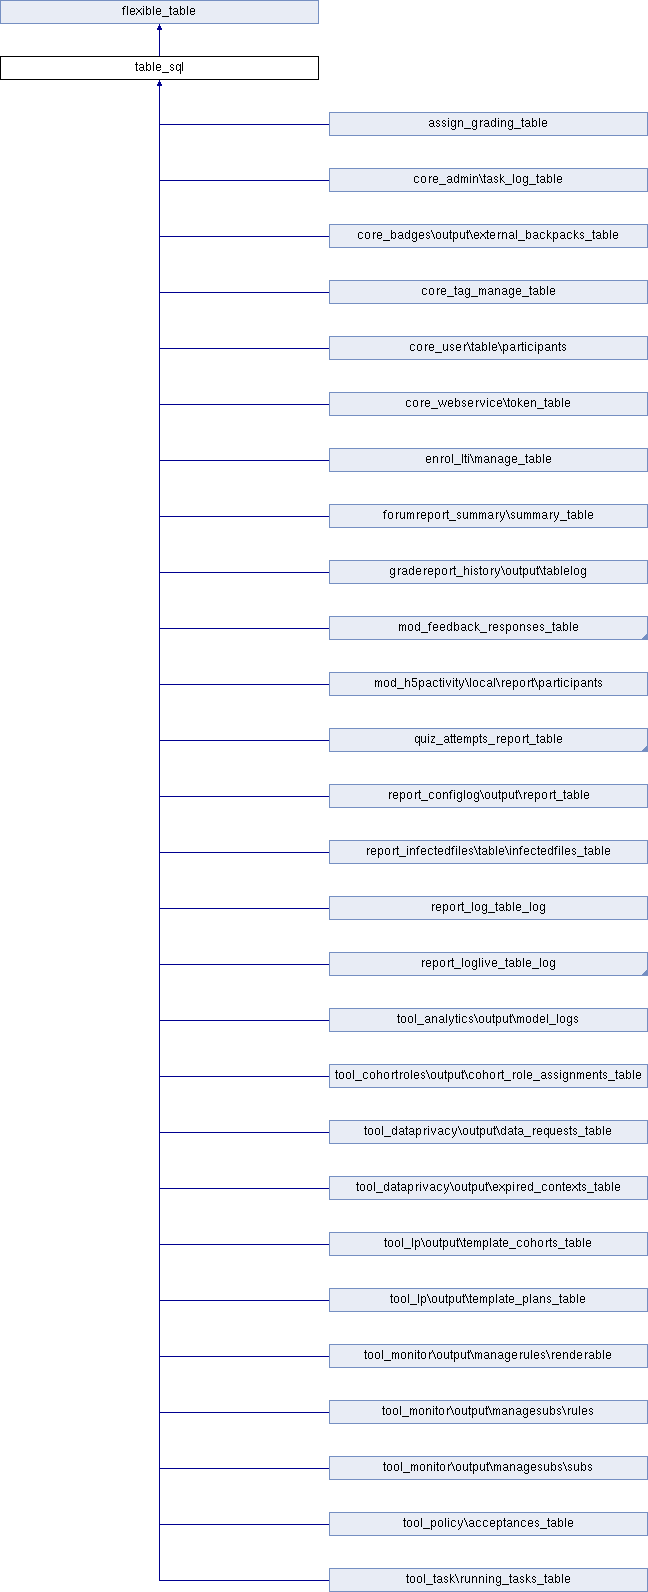 flexible_table
table_sql
assign_grading_table
core_admin\task_log_table
core_badges\output\external_backpacks_table
core_tag_manage_table
core_user\table\participants
core_webservice\token_table
enrol_lti\manage_table
forumreport_summary\summary_table
gradereport_history\output\tablelog
mod_feedback_responses_table
mod_h5pactivity\local\report\participants
quiz_attempts_report_table
report_configlog\output\report_table
report_infectedfiles\table\infectedfiles_table
report_log_table_log
report_loglive_table_log
tool_analytics\output\model_logs
tool_cohortroles\output\cohort_role_assignments_table
tool_dataprivacy\output\data_requests_table
tool_dataprivacy\output\expired_contexts_table
tool_lp\output\template_cohorts_table
tool_lp\output\template_plans_table
tool_monitor\output\managerules\renderable
tool_monitor\output\managesubs\rules
tool_monitor\output\managesubs\subs
tool_policy\acceptances_table
tool_task\running_tasks_table